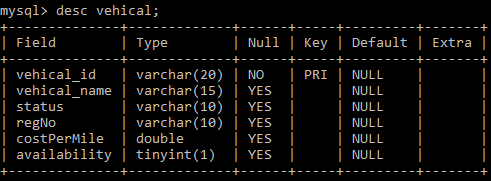 mysql> desc vehical;
+--------------+-------------+------+-----+---------+-------+
| Field        | Type        | Null | Key | Default | Extra |
+--------------+-------------+------+-----+---------+-------+
| vehical_id   | varchar(20) | NO   | PRI | NULL    |       |
| vehical_name | varchar(15) | YES  |     | NULL    |       |
| status       | varchar(10) | YES  |     | NULL    |       |
| regNo        | varchar(10) | YES  |     | NULL    |       |
| costPerMile  | double      | YES  |     | NULL    |       |
| availability | tinyint(1)  | YES  |     | NULL    |       |
+--------------+-------------+------+-----+---------+-------+